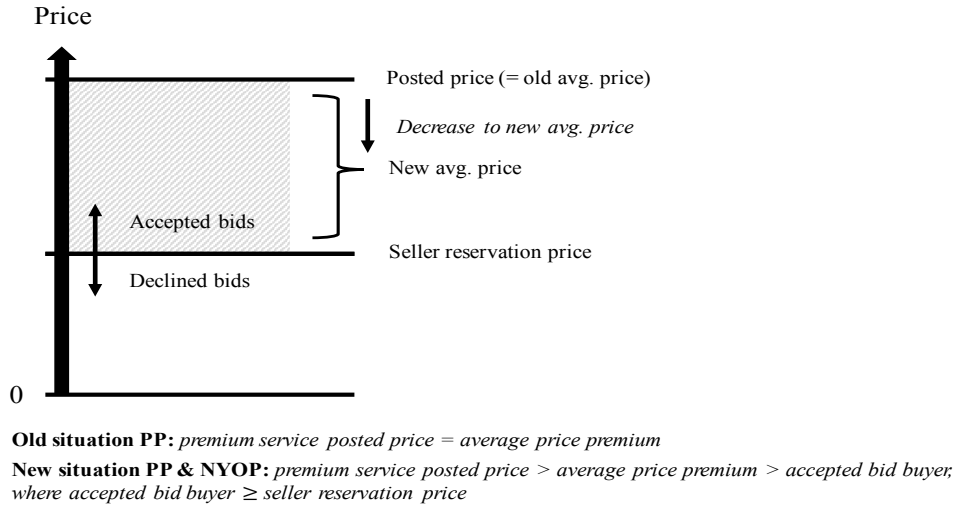 Price
Posted price (= old avg. price)
Decrease to new avg. price
New avg. price
Accepted bids
Seller reservation price
Declined bids
0
Old situation PP: premium service posted price = average price premium
New situation PP & NYOP: premium service posted price > average price premium > accepted bid buyer,
where accepted bid buyer ≥ seller reservation price